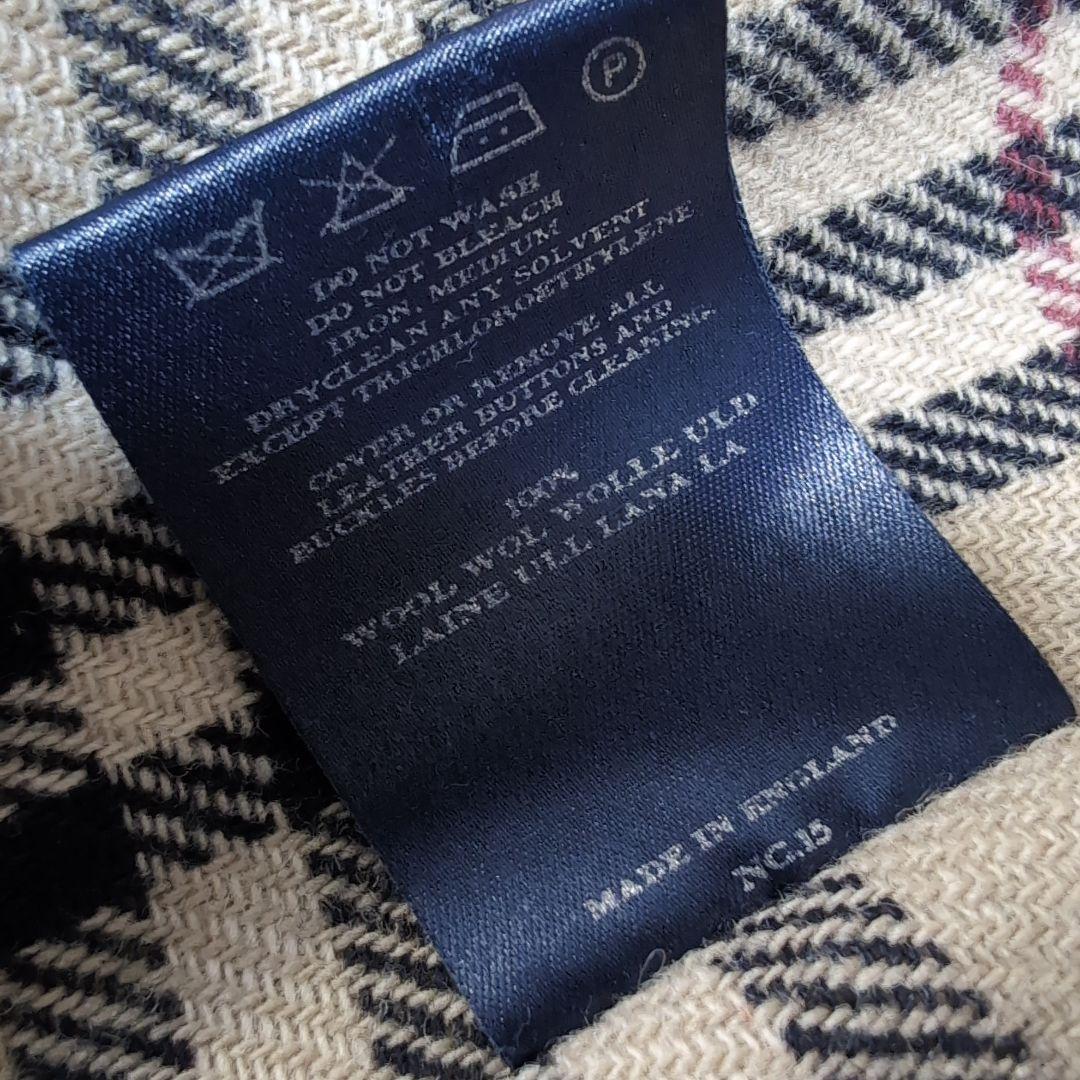 P
DO NOT WASH
DO NOT BLEACH
IRON, MEDIUM
DRYCLEAN ANY SOLVENT
EXCEPT TRICHLOROETHYLENE
COVER OR REMOVE ALL
LEATHER BUTTONS AND
BUCKLES BEFORE CLEANING.
100%
WOOL WOL WOLLE ULD
LAINE ULL LANA LA
MADE IN ENGLAND
NC.15